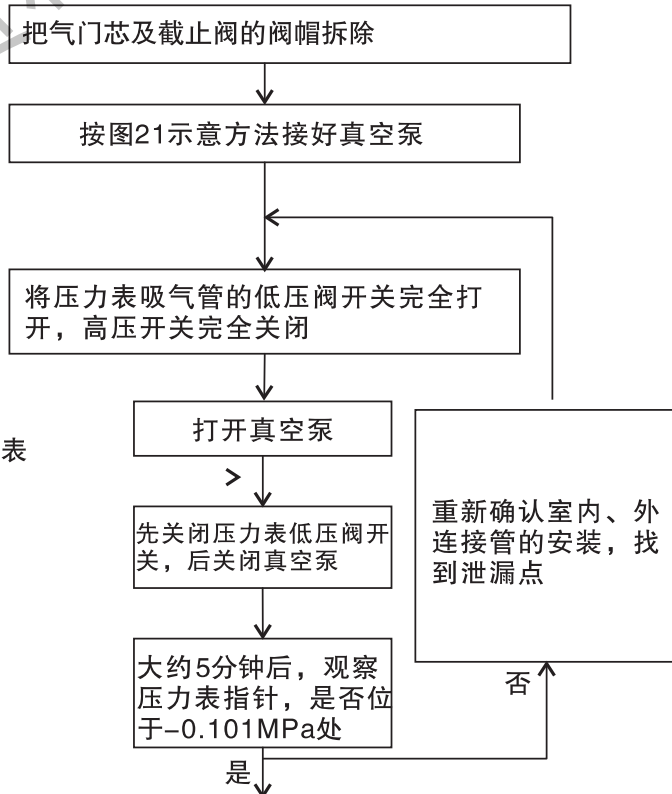 把气门芯及截止阀的阀帽拆除
按图21示意方法接好真空泵
将压力表吸气管的低压阀开关完全打
开，高压开关完全关闭
打开真空泵
表
>
先关闭压力表低压阀开
关，后关闭真空泵
重新确认室内、外
连接管的安装，找
到泄漏点
大约5分钟后，观察
压力表指针，是否位
于-0.101MPa处
否
是